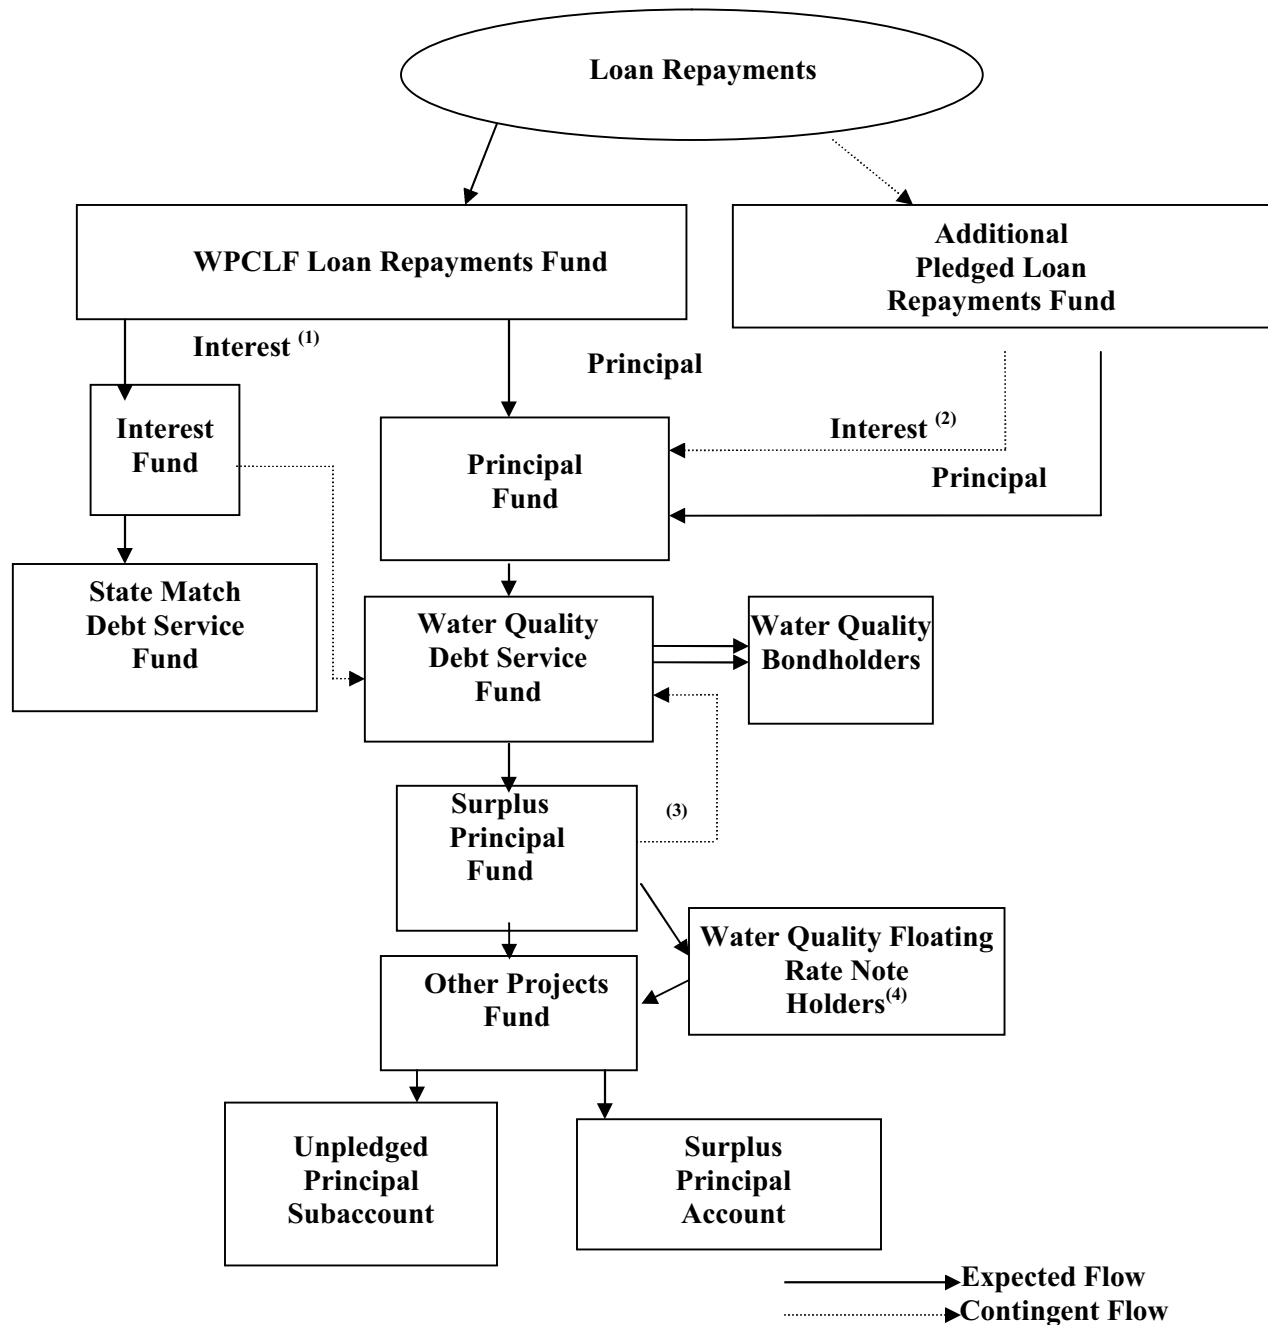 Loan Repayments
WPCLF Loan Repayments Fund
Additional
Pledged Loan
Repayments Fund
Interest (1)
Principal
Interest
Fund
Principal
Fund
Interest (2)
Principal
State Match
Debt Service
Fund
Water Quality
Debt Service
Fund
Water Quality
Bondholders
Surplus
Principal
Fund
(3)
Water Quality Floating
Rate Note
Holders(4)
Other Projects
Fund
Unpledged
Principal
Subaccount
Surplus
Principal
Account
Expected Flow
Contingent Flow